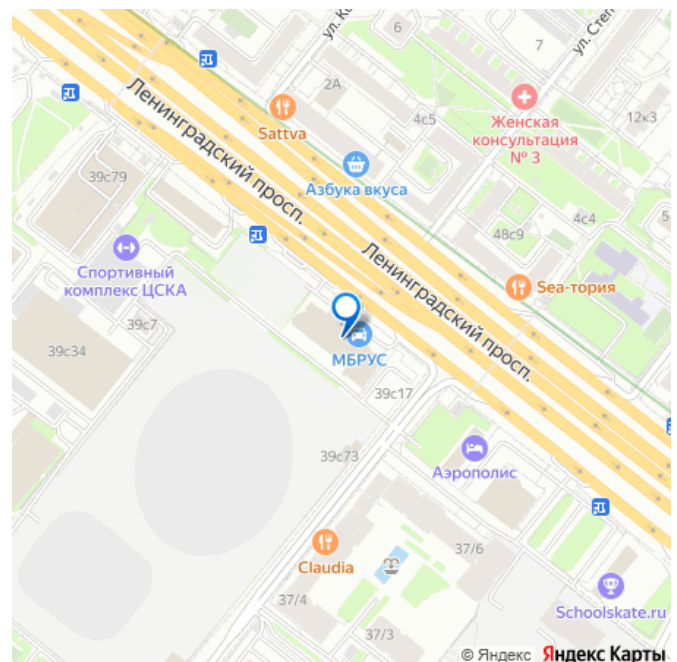 ул. Ко
6
7
ул. Степ
2А
4с5
12к3
Sattva
Женская
консультация
№ 3
Ленинградский просп.
Азбука вкуса
39с79
48с9
4с4
5
Спортивный
комплекс ЦСКА
Sea-тория
Ленинградский просп.
39с7
39с34
МБРУС
39с17
39с73
Аэрополис
37/6
Claudia
37/4
Schoolskate.ru
37/3
© Яндекс Яндекс Карты